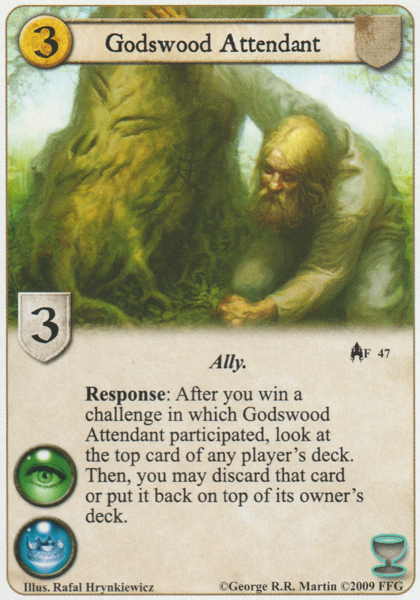 3
Godswood Attendant
3
Ally.
F 47
Response: After you win a
challenge in which Godswood
Attendant participated, look at
the top card of any player's deck.
Then, you may discard that card
or put it back on top of its owner's
deck.
Illus. Rafał Hrynkiewicz
©George R.R. Martin ©2009 FFG